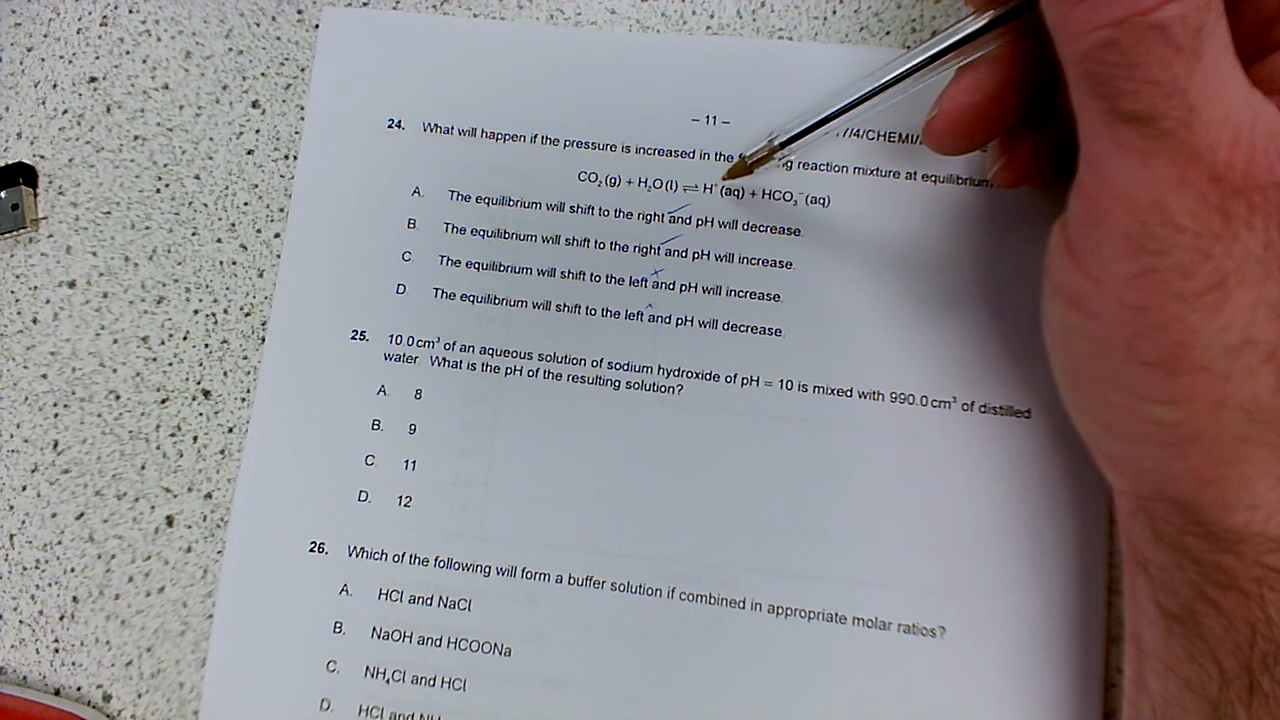 – 11 –
//4/CHEMI/
24. What will happen if the pressure is increased in the reaction mixture at equilibrium
CO₂(g) + H₂O(l) ⇌ H⁺(aq) + HCO₃⁻(aq)
A. The equilibrium will shift to the right and pH will decrease.
B. The equilibrium will shift to the right and pH will increase.
C. The equilibrium will shift to the left and pH will increase.
D. The equilibrium will shift to the left and pH will decrease.
25. 10.0 cm³ of an aqueous solution of sodium hydroxide of pH = 10 is mixed with 990.0 cm³ of distilled
water. What is the pH of the resulting solution?
A. 8
B. 9
C. 11
D. 12
26. Which of the following will form a buffer solution if combined in appropriate molar ratios?
A. HCl and NaCl
B. NaOH and HCOONa
C. NH₄Cl and HCl
D. HCl and